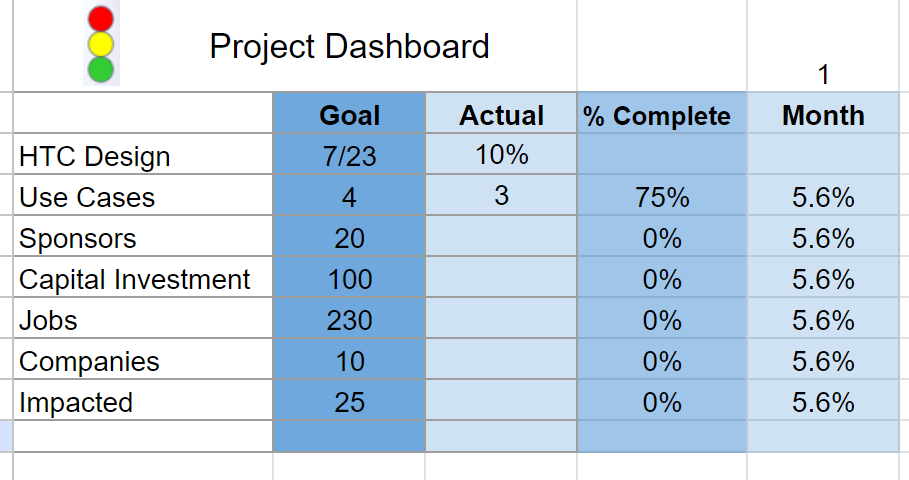 Project Dashboard
1
Goal Actual % Complete Month
HTC Design 7/23 10%
Use Cases 4 3 75% 5.6%
Sponsors 20 0% 5.6%
Capital Investment 100 0% 5.6%
Jobs 230 0% 5.6%
Companies 10 0% 5.6%
Impacted 25 0% 5.6%